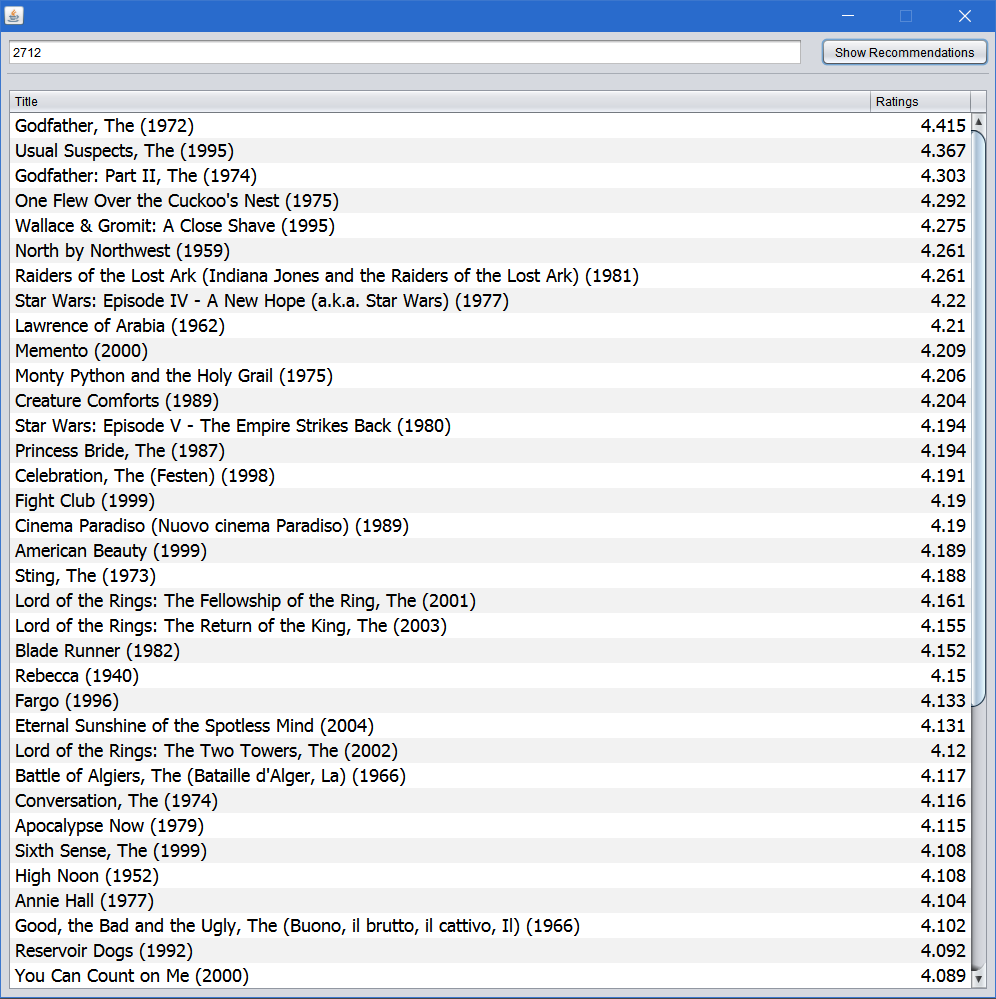 2712 Show Recommendations
Title Ratings
Godfather, The (1972) 4.415
Usual Suspects, The (1995) 4.367
Godfather: Part II, The (1974) 4.303
One Flew Over the Cuckoo's Nest (1975) 4.292
Wallace & Gromit: A Close Shave (1995) 4.275
North by Northwest (1959) 4.261
Raiders of the Lost Ark (Indiana Jones and the Raiders of the Lost Ark) (1981) 4.261
Star Wars: Episode IV - A New Hope (a.k.a. Star Wars) (1977) 4.22
Lawrence of Arabia (1962) 4.21
Memento (2000) 4.209
Monty Python and the Holy Grail (1975) 4.206
Creature Comforts (1989) 4.204
Star Wars: Episode V - The Empire Strikes Back (1980) 4.194
Princess Bride, The (1987) 4.194
Celebration, The (Festen) (1998) 4.191
Fight Club (1999) 4.19
Cinema Paradiso (Nuovo cinema Paradiso) (1989) 4.19
American Beauty (1999) 4.189
Sting, The (1973) 4.188
Lord of the Rings: The Fellowship of the Ring, The (2001) 4.161
Lord of the Rings: The Return of the King, The (2003) 4.155
Blade Runner (1982) 4.152
Rebecca (1940) 4.15
Fargo (1996) 4.133
Eternal Sunshine of the Spotless Mind (2004) 4.131
Lord of the Rings: The Two Towers, The (2002) 4.12
Battle of Algiers, The (Bataille d'Alger, La) (1966) 4.117
Conversation, The (1974) 4.116
Apocalypse Now (1979) 4.115
Sixth Sense, The (1999) 4.108
High Noon (1952) 4.108
Annie Hall (1977) 4.104
Good, the Bad and the Ugly, The (Buono, il brutto, il cattivo, Il) (1966) 4.102
Reservoir Dogs (1992) 4.092
You Can Count on Me (2000) 4.089